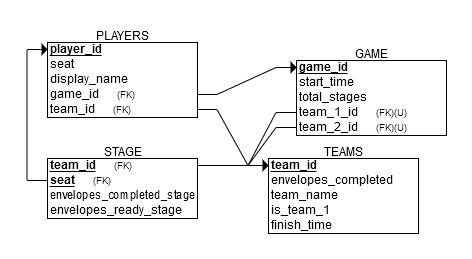 PLAYERS
player_id
seat
display_name
game_id (FK)
team_id (FK)
GAME
game_id
start_time
total_stages
team_1_id (FK)(U)
team_2_id (FK)(U)
STAGE
team_id (FK)
seat (FK)
envelopes_completed_stage
envelopes_ready_stage
TEAMS
team_id
envelopes_completed
team_name
is_team_1
finish_time